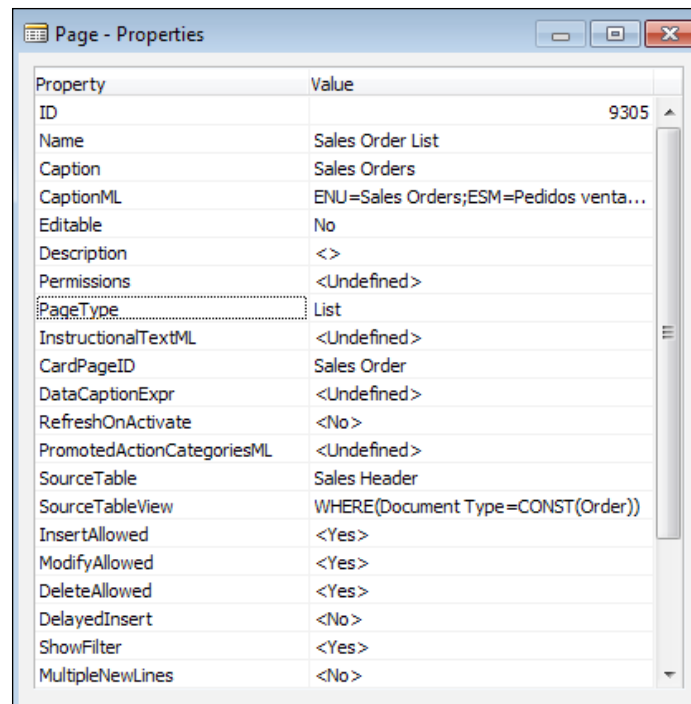 Page - Properties
Property Value
ID 9305
Name Sales Order List
Caption Sales Orders
CaptionML ENU=Sales Orders;ESM=Pedidos venta...
Editable No
Description <>
Permissions <Undefined>
PageType List
InstructionalTextML <Undefined>
CardPageID Sales Order
DataCaptionExpr <Undefined>
RefreshOnActivate <No>
PromotedActionCategoriesML <Undefined>
SourceTable Sales Header
SourceTableView WHERE(Document Type=CONST(Order))
InsertAllowed <Yes>
ModifyAllowed <Yes>
DeleteAllowed <Yes>
DelayedInsert <No>
ShowFilter <Yes>
MultipleNewLines <No>